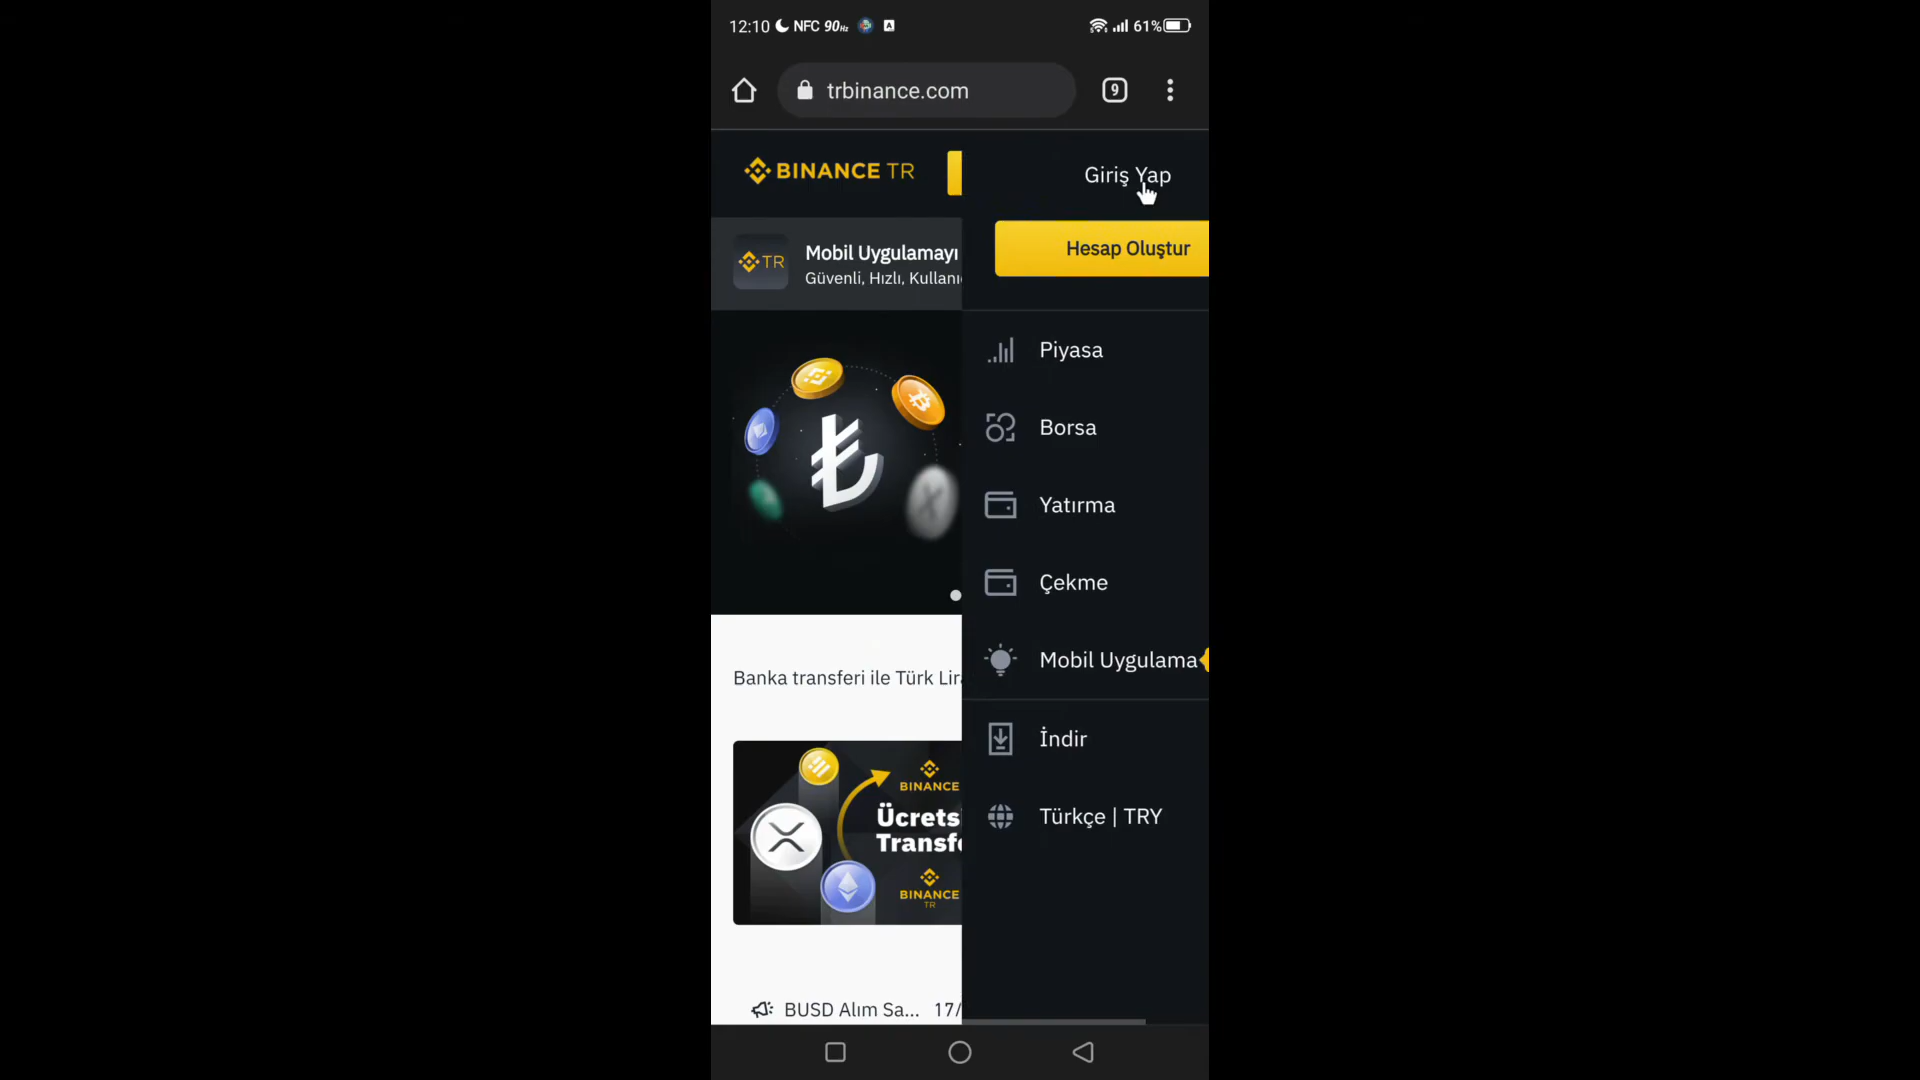 12:10 NFC 90Hz A 61%
trbinance.com 9
BINANCE TR
Giriş Yap
Hesap Oluştur
TR
Mobil Uygulamayı
Güvenli, Hızlı, Kullanı
Piyasa
Borsa
Yatırma
Çekme
Mobil Uygulama
Banka transferi ile Türk Lir
İndir
Türkçe | TRY
BINANCE
Ücrets
Transf
BINANCE
TR
BUSD Alım Sa... 17/